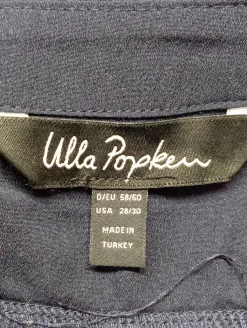 Ulla Popken
D/EU 58/60
USA 28/30
MADE IN
TURKEY